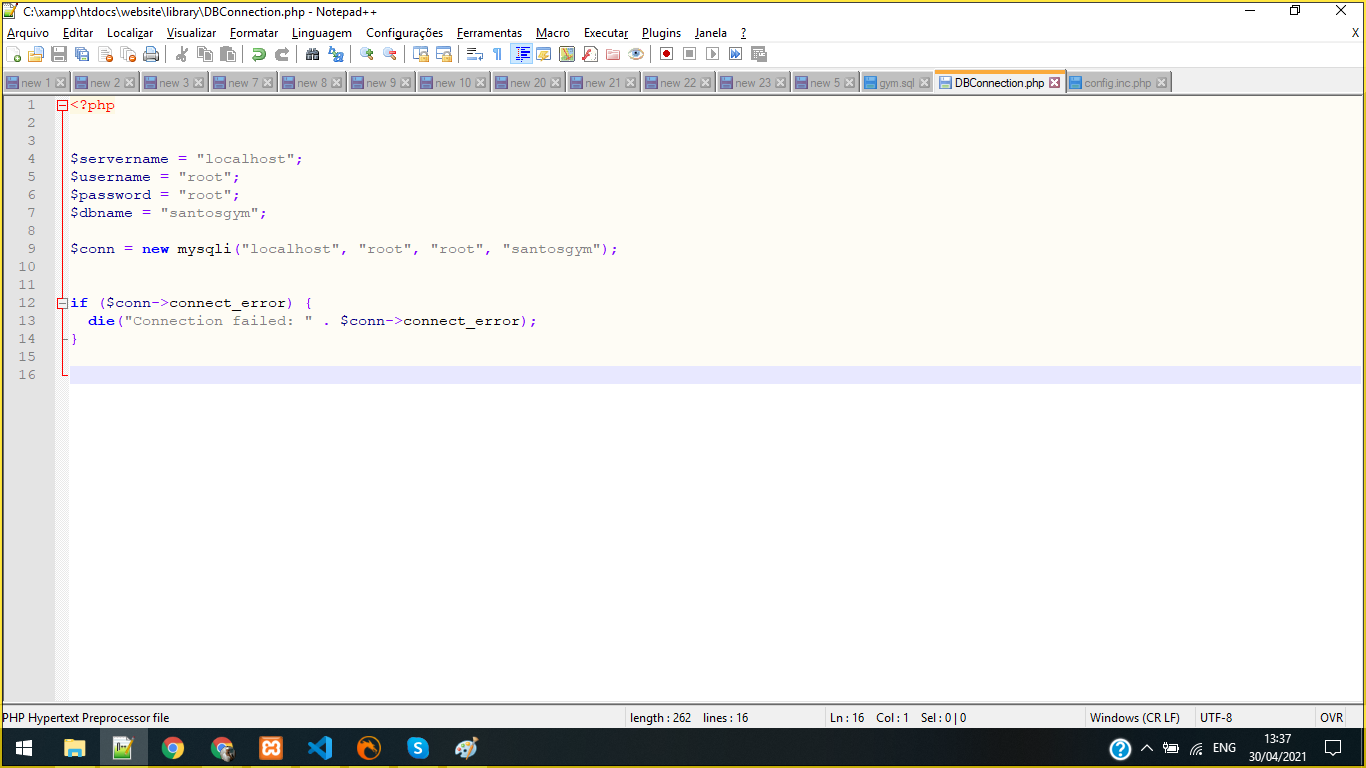 C:\xampp\htdocs\website\library\DBConnection.php - Notepad++
Arquivo Editar Localizar Visualizar Formatar Linguagem Configurações Ferramentas Macro Executar Plugins Janela ? X
new 1 new 2 new 3 new 7 new 8 new 9 new 10 new 20 new 21 new 22 new 23 new 5 gym.sql DBConnection.php config.inc.php
1 <?php
2
3
4 $servername = "localhost";
5 $username = "root";
6 $password = "root";
7 $dbname = "santosgym";
8
9 $conn = new mysqli("localhost", "root", "root", "santosgym");
10
11
12 if ($conn->connect_error) {
13 die("Connection failed: " . $conn->connect_error);
14 }
15
16
PHP Hypertext Preprocessor file length : 262 lines : 16 Ln : 16 Col : 1 Sel : 0 | 0 Windows (CR LF) UTF-8 OVR
ENG 13:37
30/04/2021